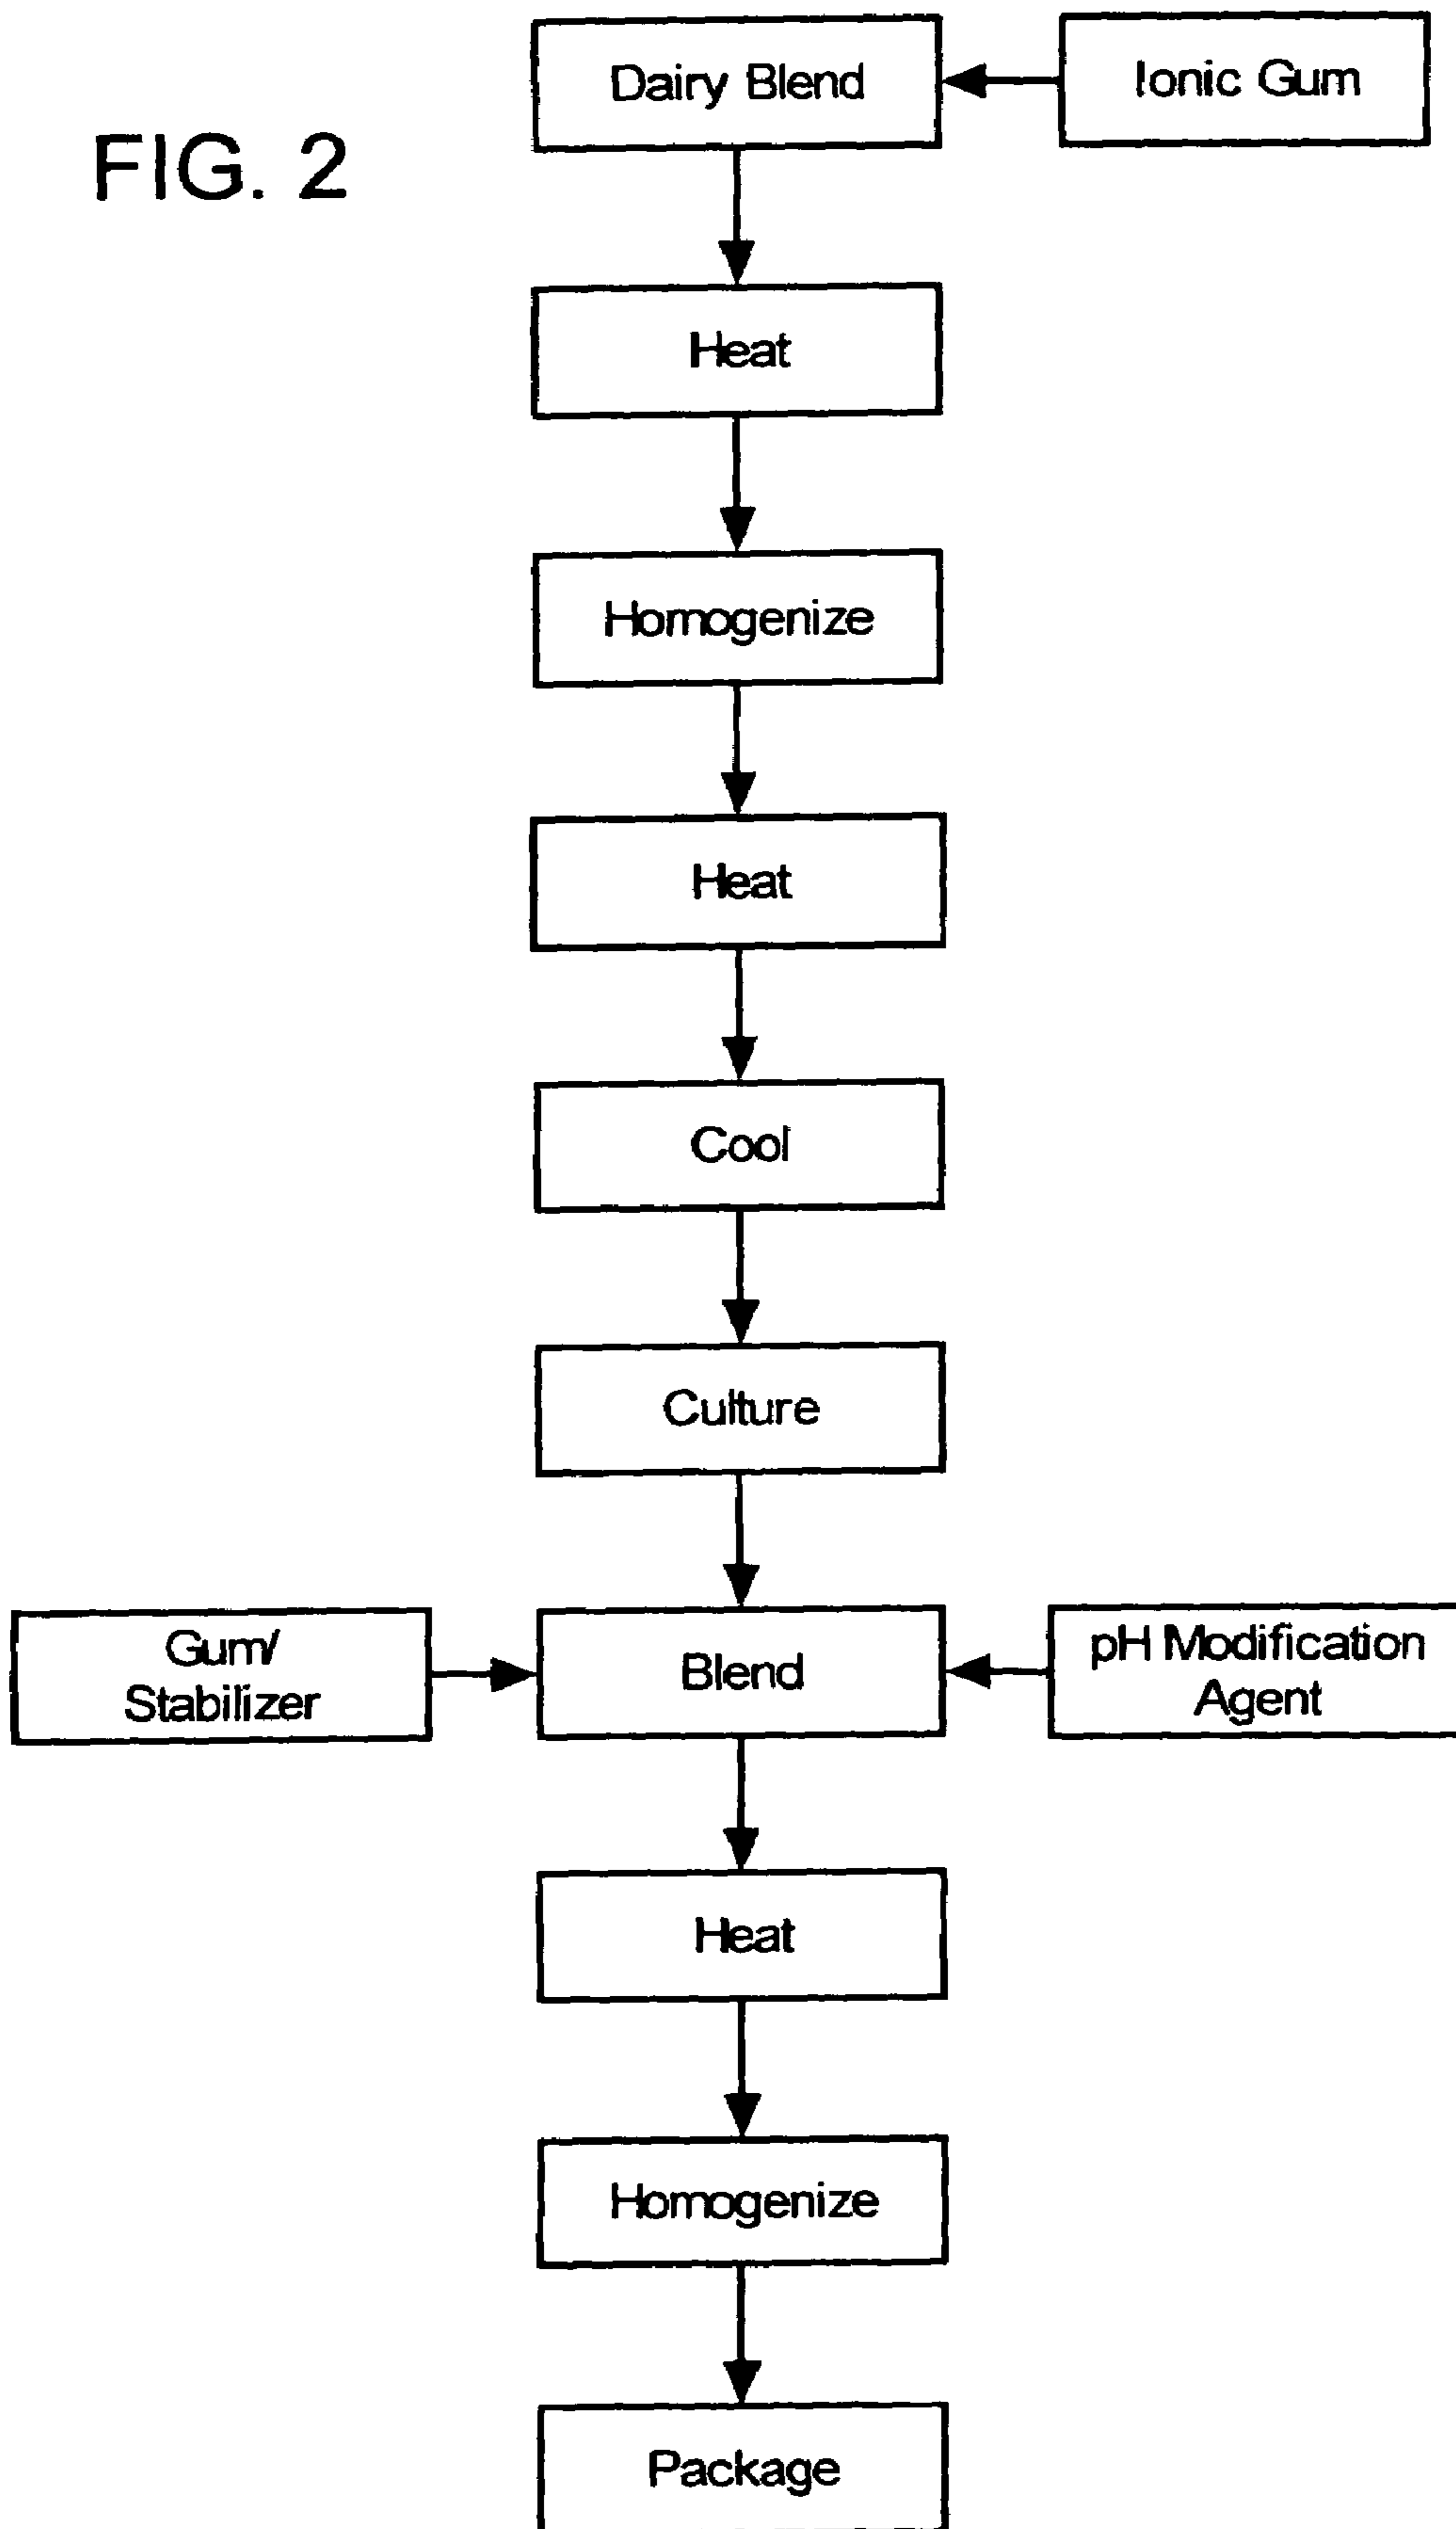 FIG. 2
Dairy Blend
Ionic Gum
Heat
Homogenize
Heat
Cool
Culture
Gum/
Stabilizer
Blend
pH Modification
Agent
Heat
Homogenize
Package